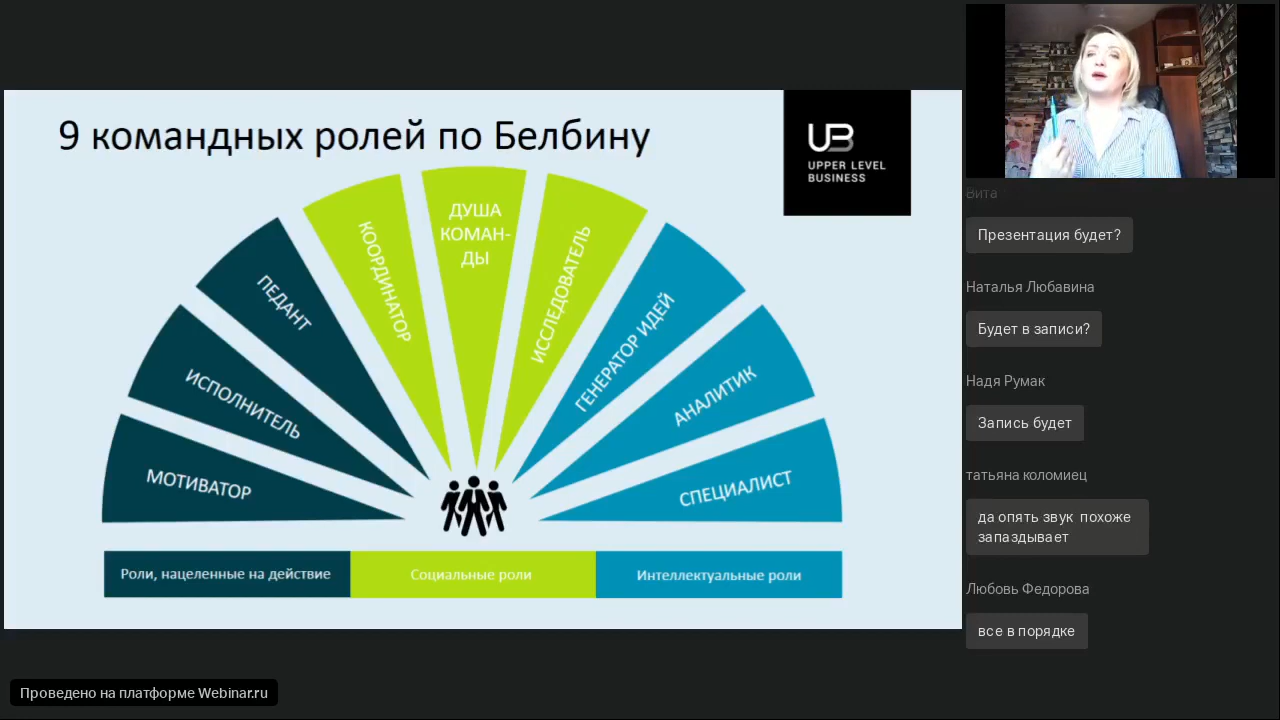 9 командных ролей по Белбину
UB
UPPER LEVEL
BUSINESS
МОТИВАТОР
ИСПОЛНИТЕЛЬ
ПЕДАНТ
КООРДИНАТОР
ДУША
КОМАН-
ДЫ
ИССЛЕДОВАТЕЛЬ
ГЕНЕРАТОР ИДЕЙ
АНАЛИТИК
СПЕЦИАЛИСТ
Роли, нацеленные на действие
Социальные роли
Интеллектуальные роли
Вита
Презентация будет?
Наталья Любавина
Будет в записи?
Надя Румак
Запись будет
татьяна коломиец
да опять звук похоже
запаздывает
Любовь Федорова
все в порядке
Проведено на платформе Webinar.ru